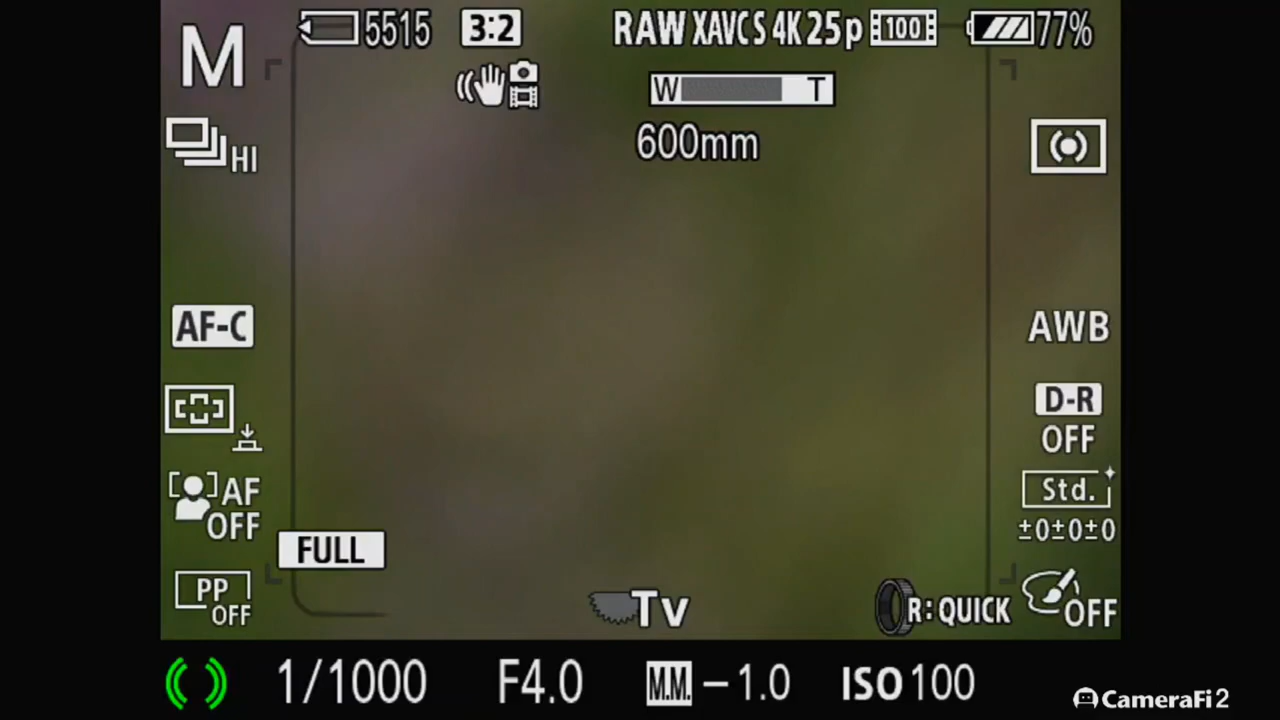 M
5515
3:2
RAW XAVC S 4K 25p
100
77%
W T
600mm
HI
AF-C
AWB
D-R
OFF
AF
OFF
Std.
±0±0±0
FULL
PP
OFF
Tv
R:QUICK
OFF
1/1000
F4.0
M.M. –1.0
ISO 100
CameraFi 2